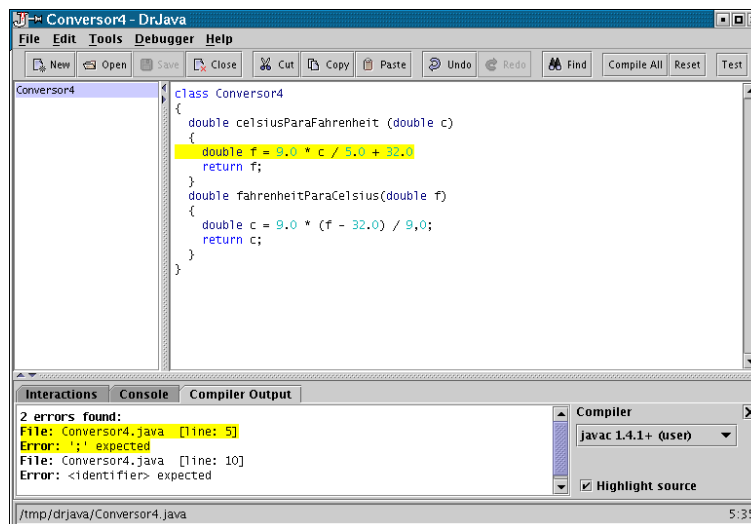 Conversor4 - DrJava
File Edit Tools Debugger Help
New Open Save Close Cut Copy Paste Undo Redo Find Compile All Reset Test
Conversor4
class Conversor4
{
double celsiusParaFahrenheit (double c)
{
double f = 9.0 * c / 5.0 + 32.0
return f;
}
double fahrenheitParaCelsius(double f)
{
double c = 9.0 * (f - 32.0) / 9,0;
return c;
}
}
Interactions Console Compiler Output
2 errors found:
File: Conversor4.java [line: 5]
Error: ';' expected
File: Conversor4.java [line: 10]
Error: <identifier> expected
Compiler
javac 1.4.1+ (user)
Highlight source
/tmp/drjava/Conversor4.java